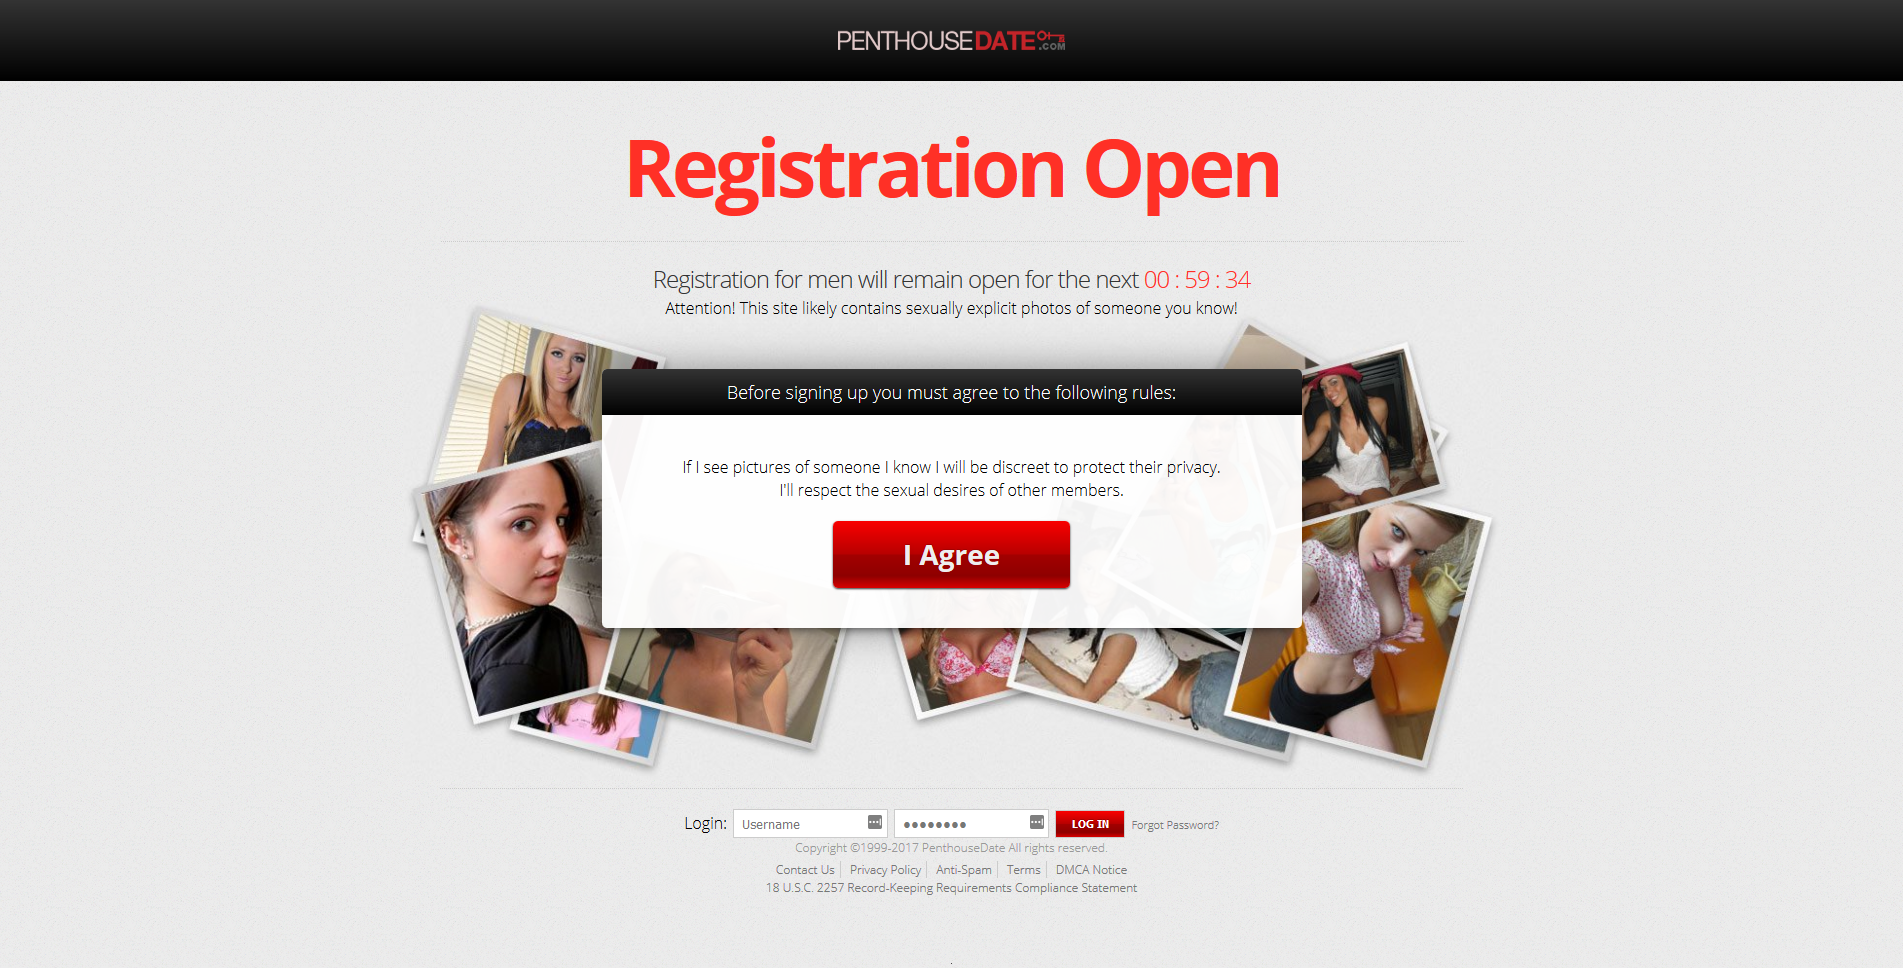 PENTHOUSEDATE.COM
Registration Open
Registration for men will remain open for the next 00 : 59 : 34
Attention! This site likely contains sexually explicit photos of someone you know!
Before signing up you must agree to the following rules:
If I see pictures of someone I know I will be discreet to protect their privacy.
I'll respect the sexual desires of other members.
I Agree
Login: Username LOG IN Forgot Password?
Copyright ©1999-2017 PenthouseDate All rights reserved.
Contact Us Privacy Policy Anti-Spam Terms DMCA Notice
18 U.S.C. 2257 Record-Keeping Requirements Compliance Statement